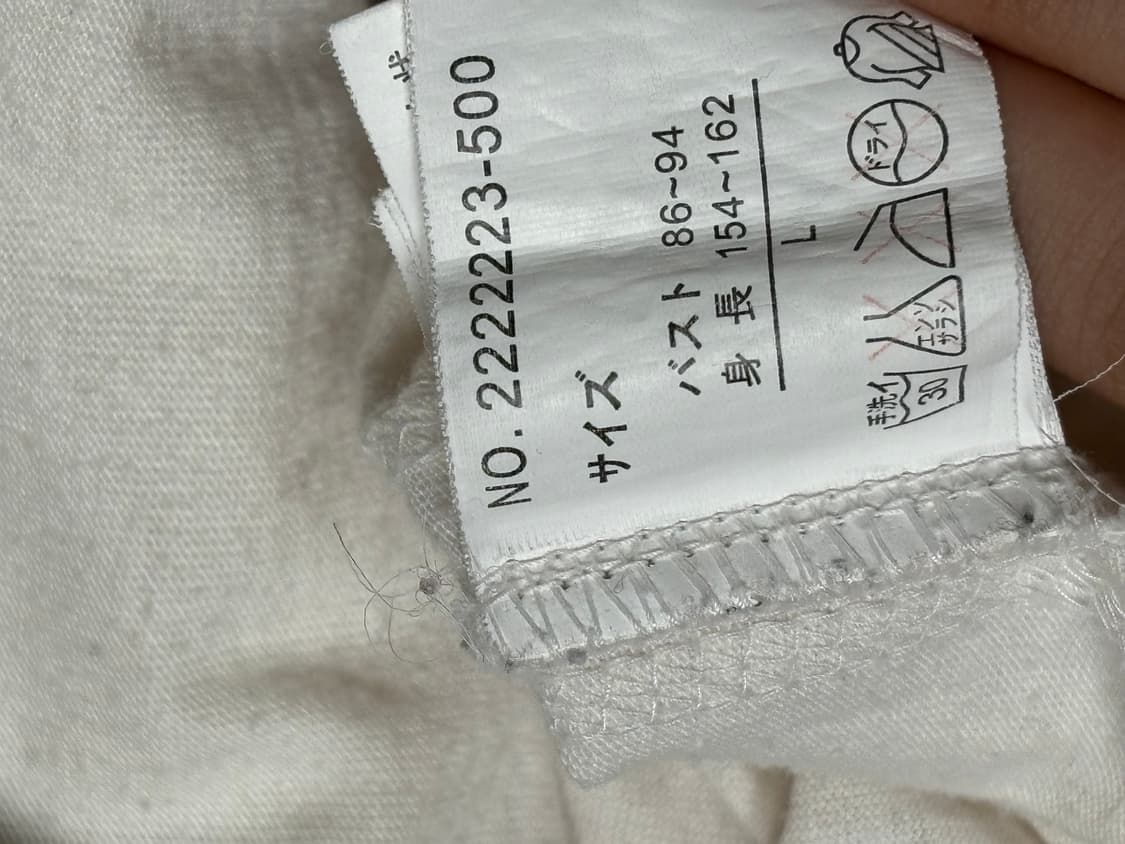 NO. 2222223-500
サイズ
バスト 86~94
身長 154~162
L
手洗イ
30
エンソ
サラシ
ドライ